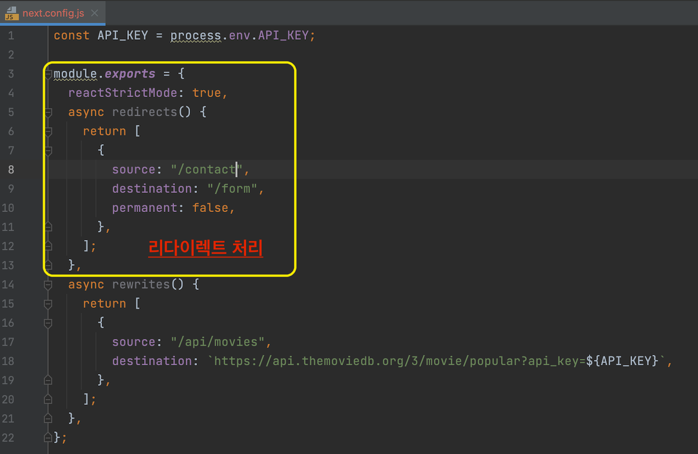 JS next.config.js ×
1 const API_KEY = process.env.API_KEY;
2
3 module.exports = {
4 reactStrictMode: true,
5 async redirects() {
6 return [
7 {
8 source: "/contact",
9 destination: "/form",
10 permanent: false,
11 },
12 ]; 리다이렉트 처리
13 },
14 async rewrites() {
15 return [
16 {
17 source: "/api/movies",
18 destination: `https://api.themoviedb.org/3/movie/popular?api_key=${API_KEY}`,
19 },
20 ];
21 },
22 };